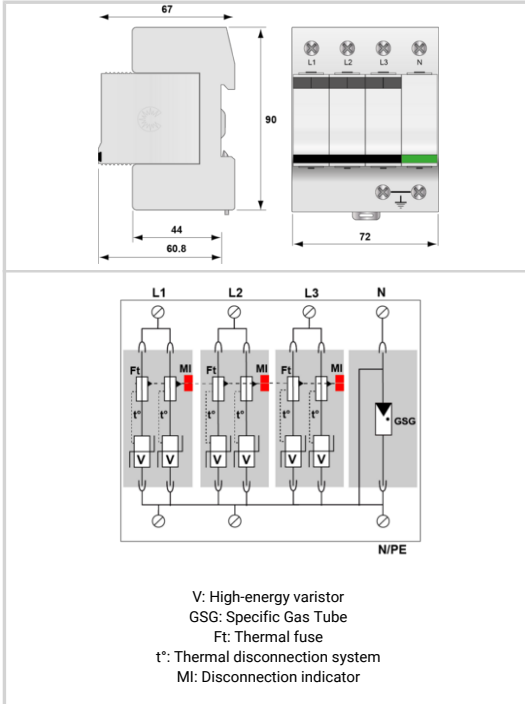 67
L1 L2 L3 N
90
44
60.8
72
L1 L2 L3 N
Ft MI Ft MI Ft MI
GSG
t° t° t° t° t° t°
V V V V V V
N/PE
V: High-energy varistor
GSG: Specific Gas Tube
Ft: Thermal fuse
t°: Thermal disconnection system
MI: Disconnection indicator